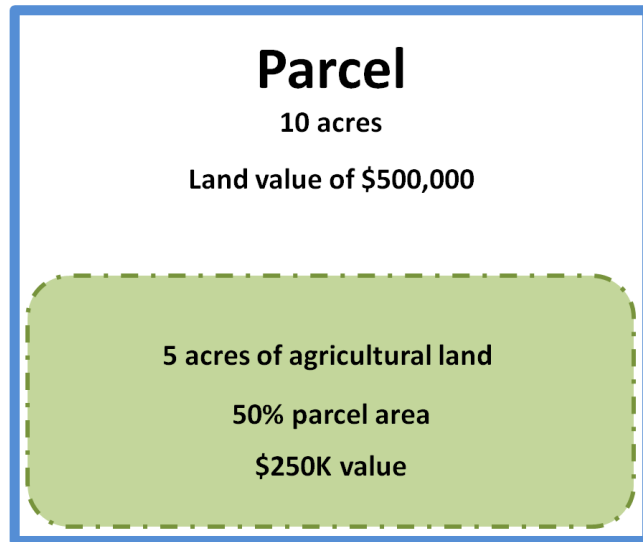 Parcel
10 acres
Land value of $500,000
5 acres of agricultural land
50% parcel area
$250K value